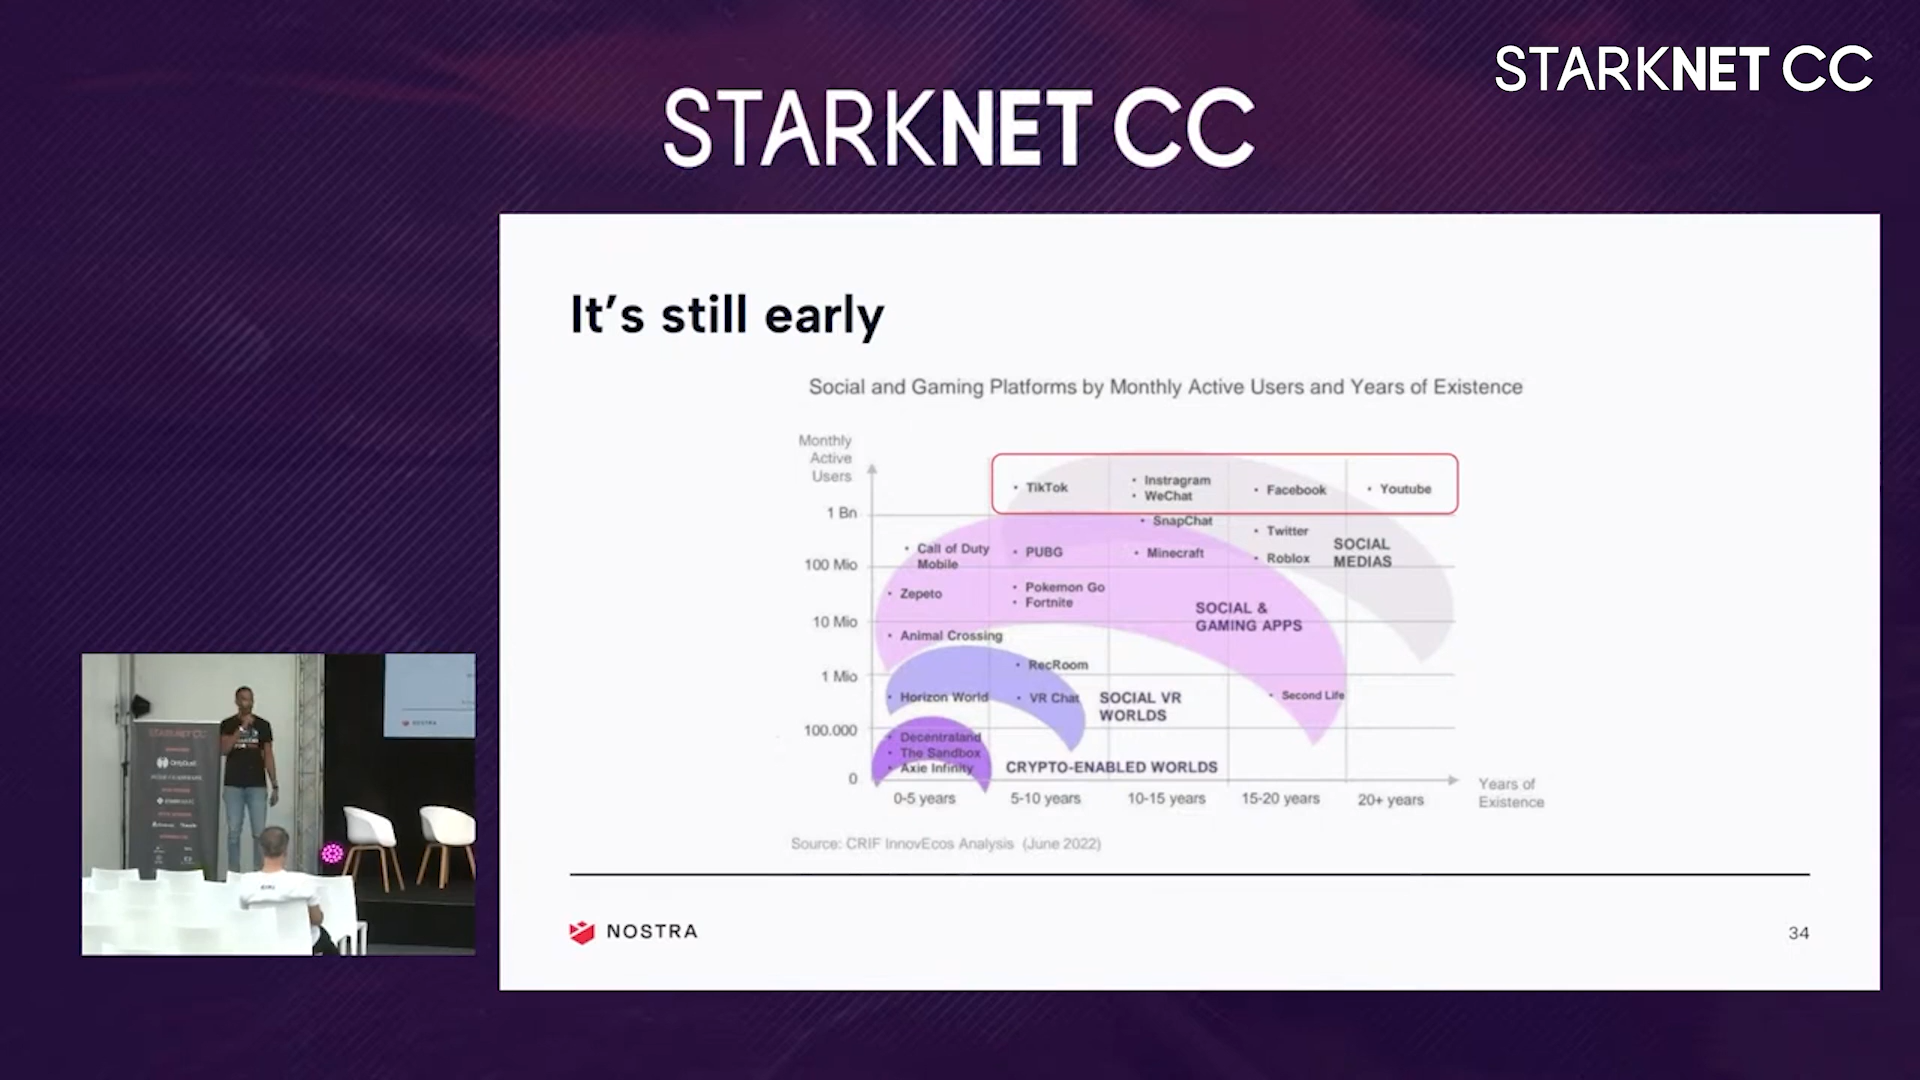 STARKNET CC
STARKNET CC
It's still early
Social and Gaming Platforms by Monthly Active Users and Years of Existence
Monthly
Active
Users
1 Bn
100 Mio
10 Mio
1 Mio
100.000
0
• TikTok
• Instragram
• WeChat
• Facebook
• Youtube
• SnapChat
• Twitter
• Call of Duty
Mobile
• PUBG
• Minecraft
• Roblox
SOCIAL
MEDIAS
• Zepeto
• Pokemon Go
• Fortnite
SOCIAL &
GAMING APPS
• Animal Crossing
• RecRoom
• Horizon World
• VR Chat
SOCIAL VR
WORLDS
• Second Life
• Decentraland
• The Sandbox
• Axie Infinity
CRYPTO-ENABLED WORLDS
0-5 years
5-10 years
10-15 years
15-20 years
20+ years
Years of
Existence
Source: CRIF InnovEcos Analysis (June 2022)
NOSTRA
34
STARKNET CC
NOSTRA